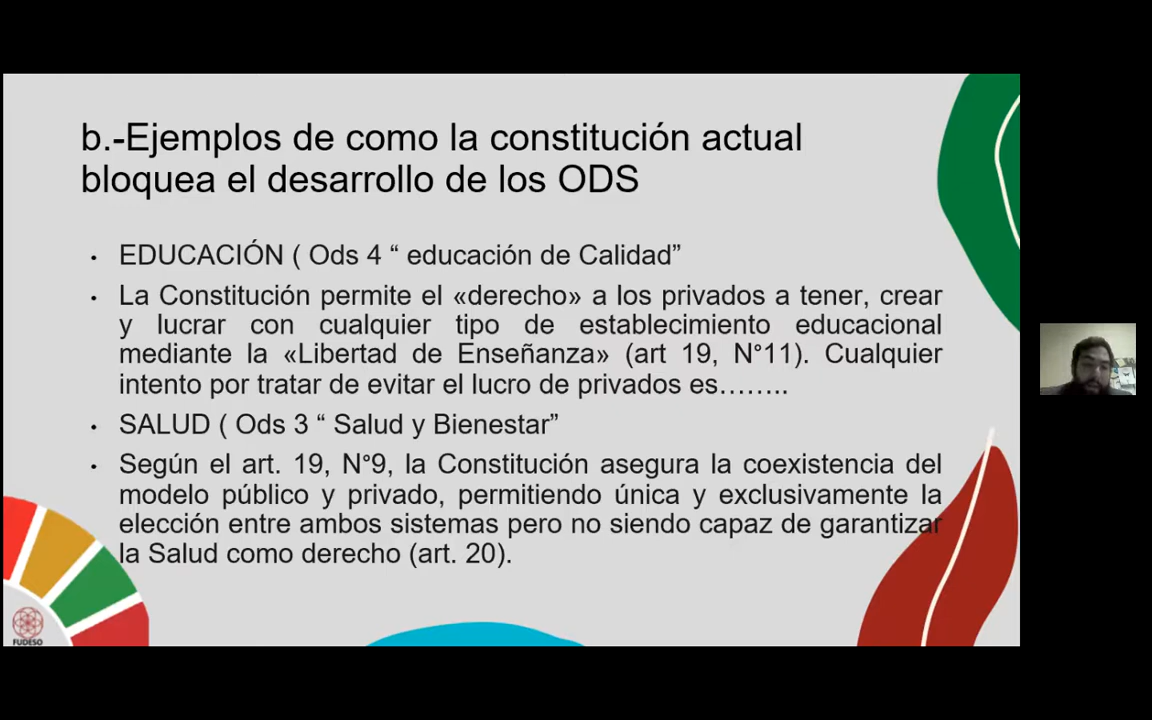 b.-Ejemplos de como la constitución actual
bloquea el desarrollo de los ODS
• EDUCACIÓN ( Ods 4 “ educación de Calidad”
• La Constitución permite el «derecho» a los privados a tener, crear
y lucrar con cualquier tipo de establecimiento educacional
mediante la «Libertad de Enseñanza» (art 19, N°11). Cualquier
intento por tratar de evitar el lucro de privados es……..
• SALUD ( Ods 3 “ Salud y Bienestar”
• Según el art. 19, N°9, la Constitución asegura la coexistencia del
modelo público y privado, permitiendo única y exclusivamente la
elección entre ambos sistemas pero no siendo capaz de garantizar
la Salud como derecho (art. 20).
FUDESO